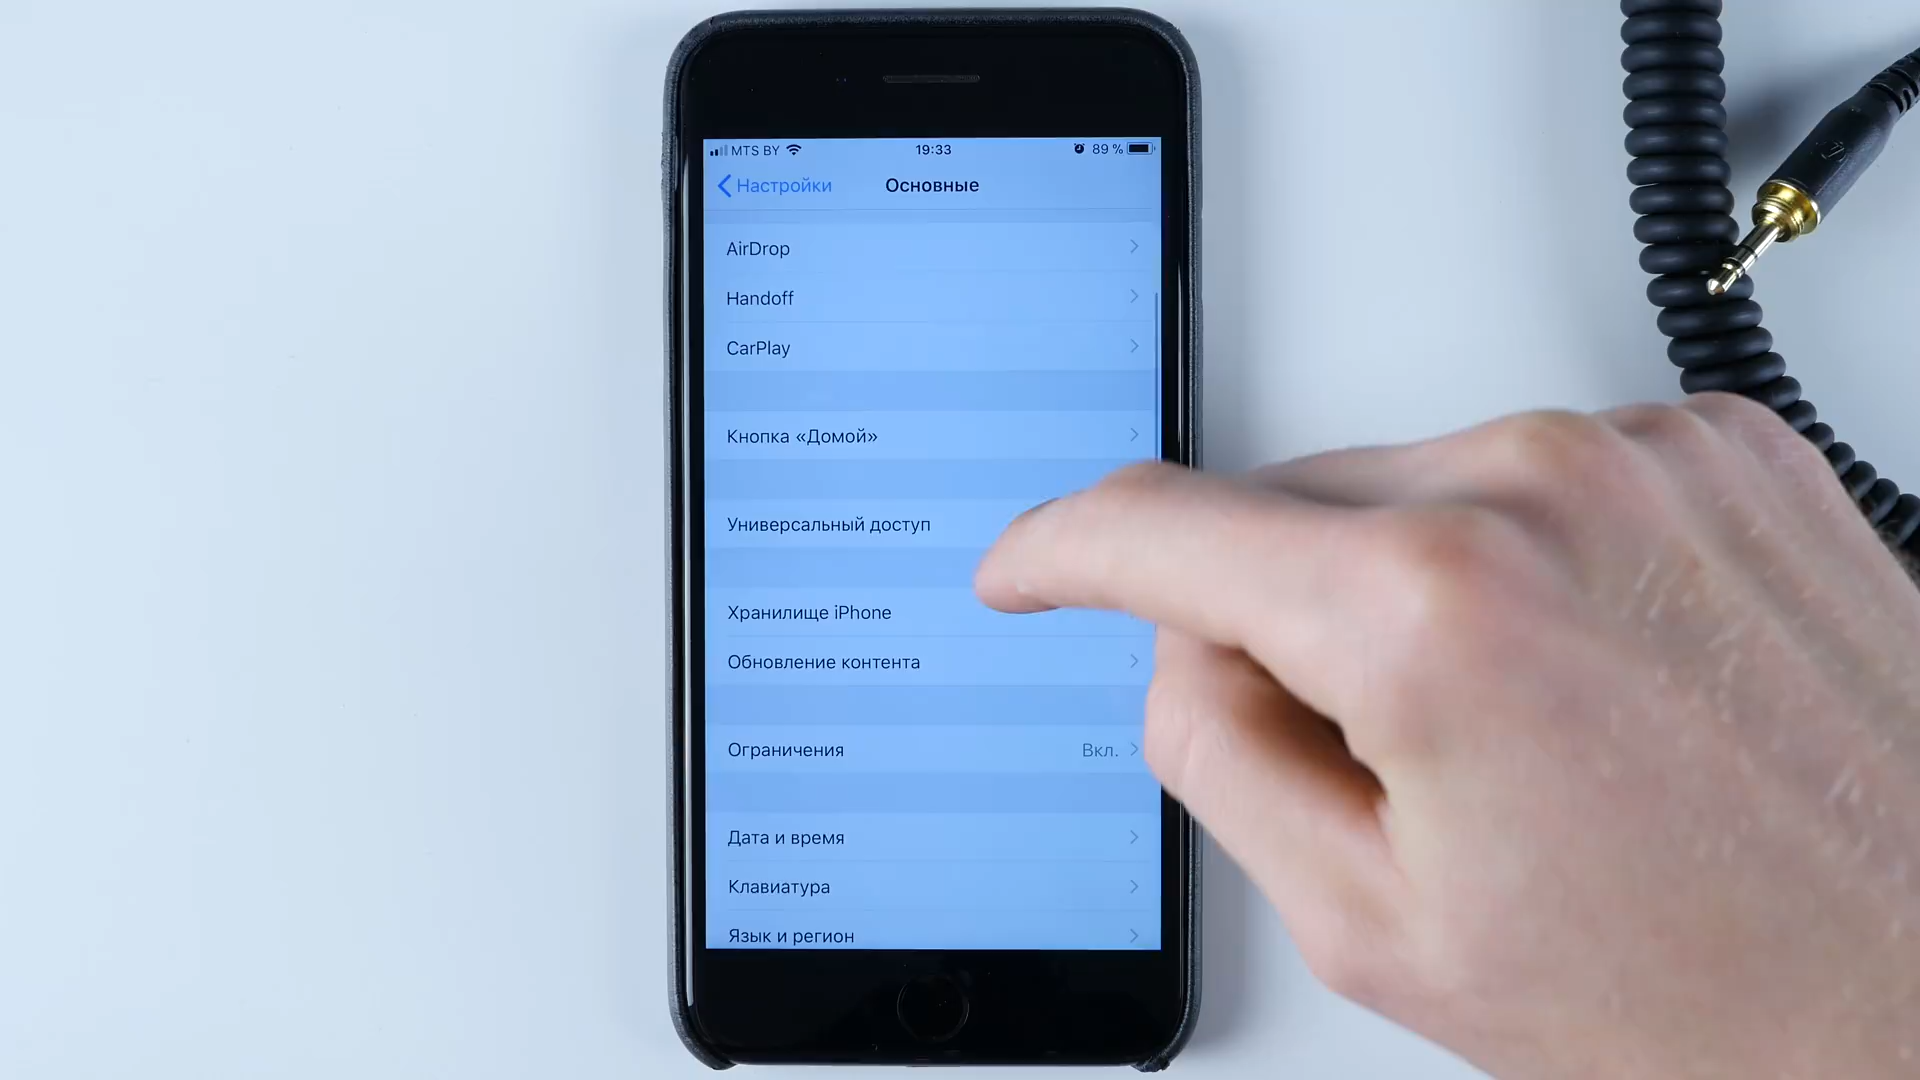 MTS BY 19:33 89 %
Настройки Основные
AirDrop
Handoff
CarPlay
Кнопка «Домой»
Универсальный доступ
Хранилище iPhone
Обновление контента
Ограничения Вкл.
Дата и время
Клавиатура
Язык и регион